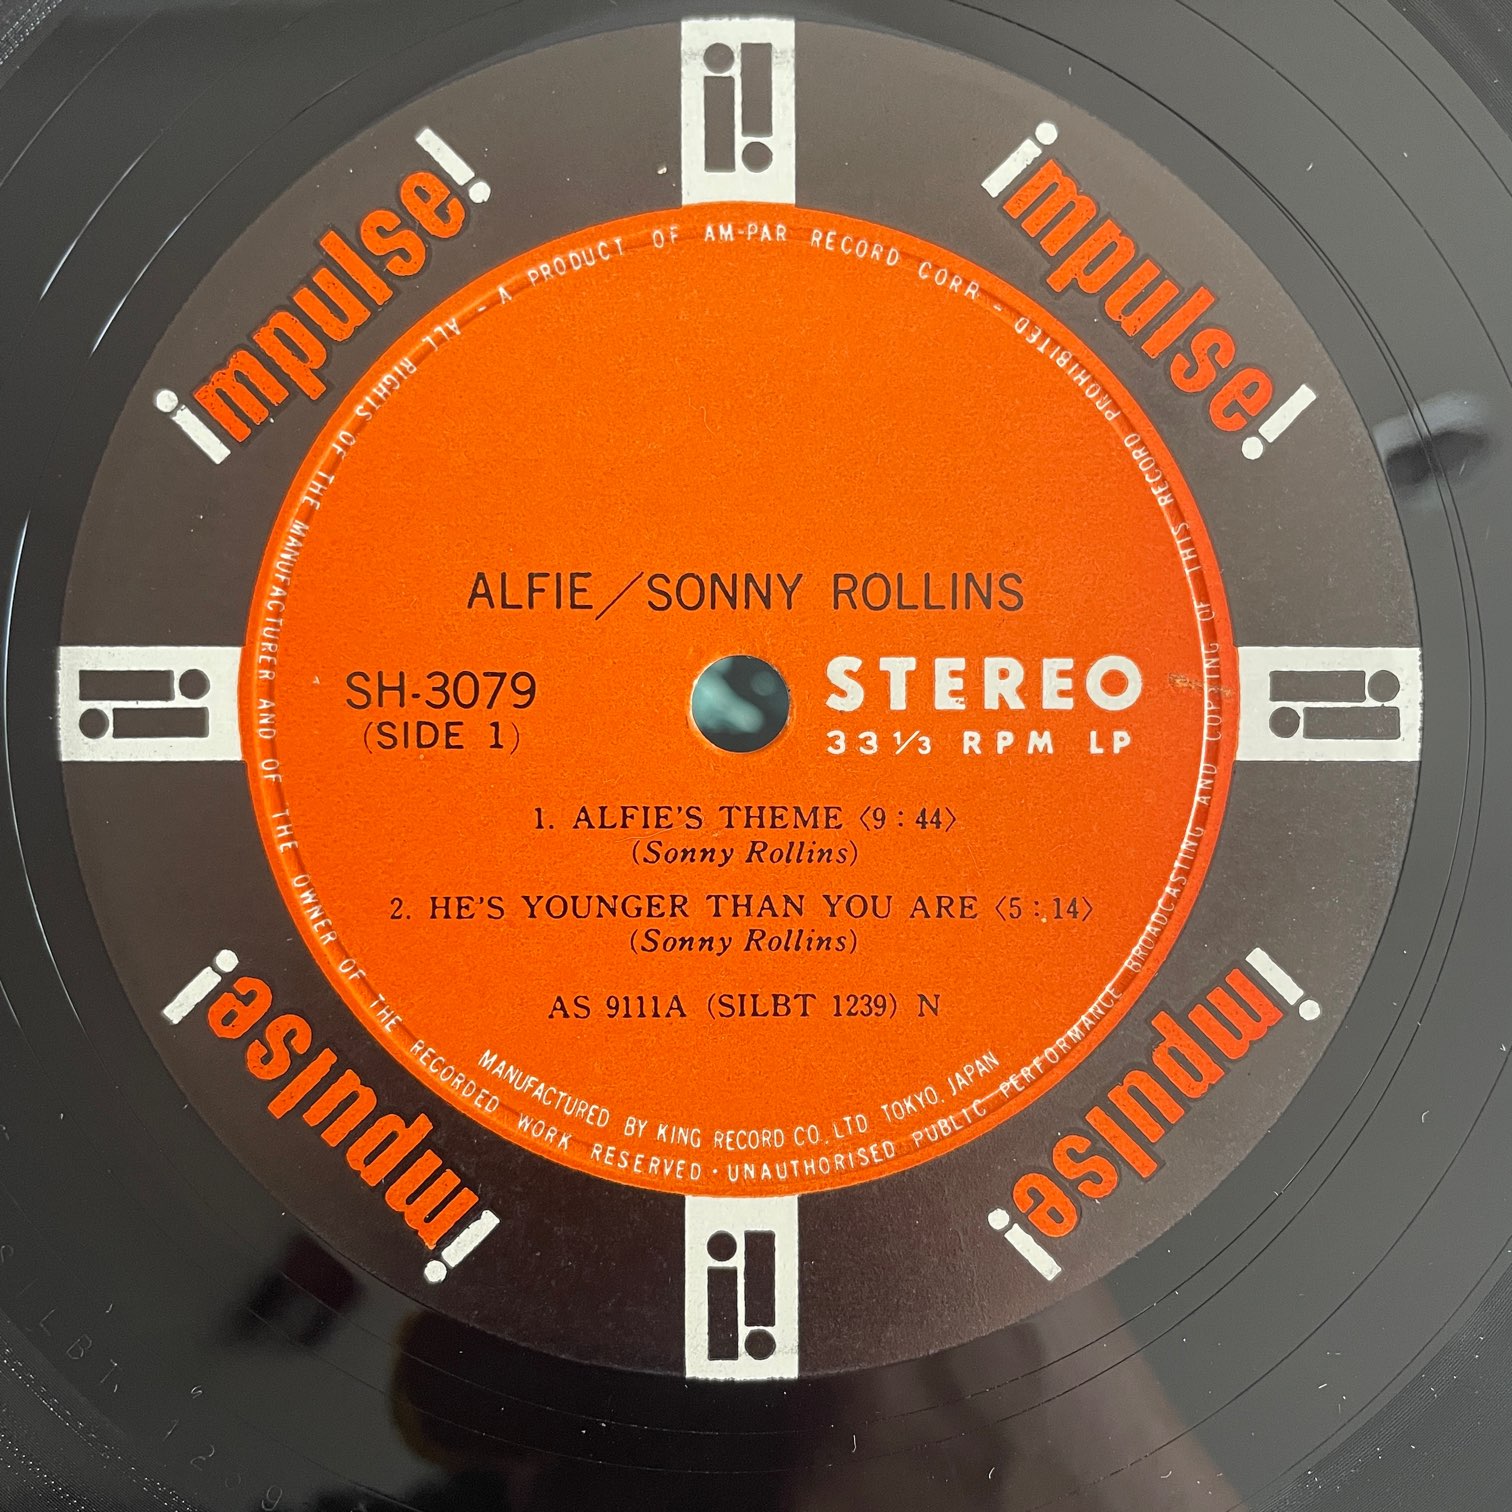 impulse!
impulse!
A PRODUCT OF AM-PAR RECORD CORR -
ALFIE/SONNY ROLLINS
SH-3079
(SIDE 1)
STEREO
33⅓ RPM LP
1. ALFIE'S THEME 〈9:44〉
(Sonny Rollins)
2. HE'S YOUNGER THAN YOU ARE 〈5:14〉
(Sonny Rollins)
AS 9111A (SILBT 1239) N
MANUFACTURED BY KING RECORD CO., LTD TOKYO, JAPAN
ALL RIGHTS OF THE MANUFACTURER AND OF THE OWNER OF THE RECORDED WORK RESERVED · UNAUTHORISED PUBLIC PERFORMANCE BROADCASTING AND COPYING OF THIS RECORD PROHIBITED
impulse!
impulse!